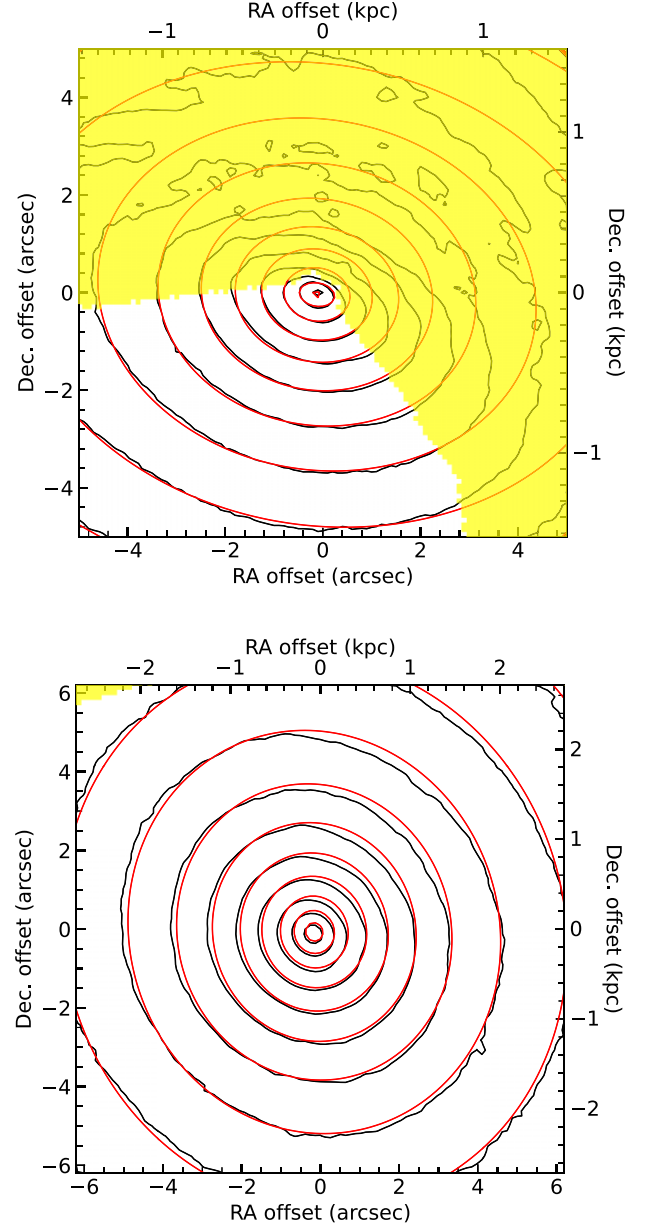 RA offset (kpc)
−1 0 1
4
2
0
−2
−4
Dec. offset (arcsec)
1
0
−1
Dec. offset (kpc)
−4 −2 0 2 4
RA offset (arcsec)
RA offset (kpc)
−2 −1 0 1 2
6
4
2
0
−2
−4
−6
Dec. offset (arcsec)
2
1
0
−1
−2
Dec. offset (kpc)
−6 −4 −2 0 2 4 6
RA offset (arcsec)